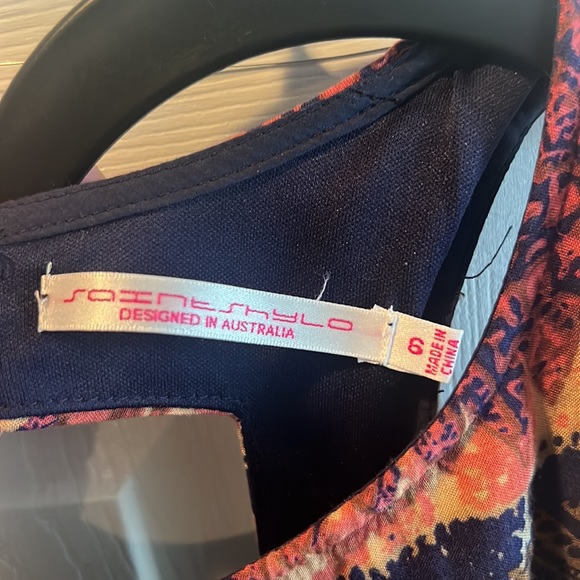 SaintShylo
DESIGNED IN AUSTRALIA
6
MADE IN
CHINA